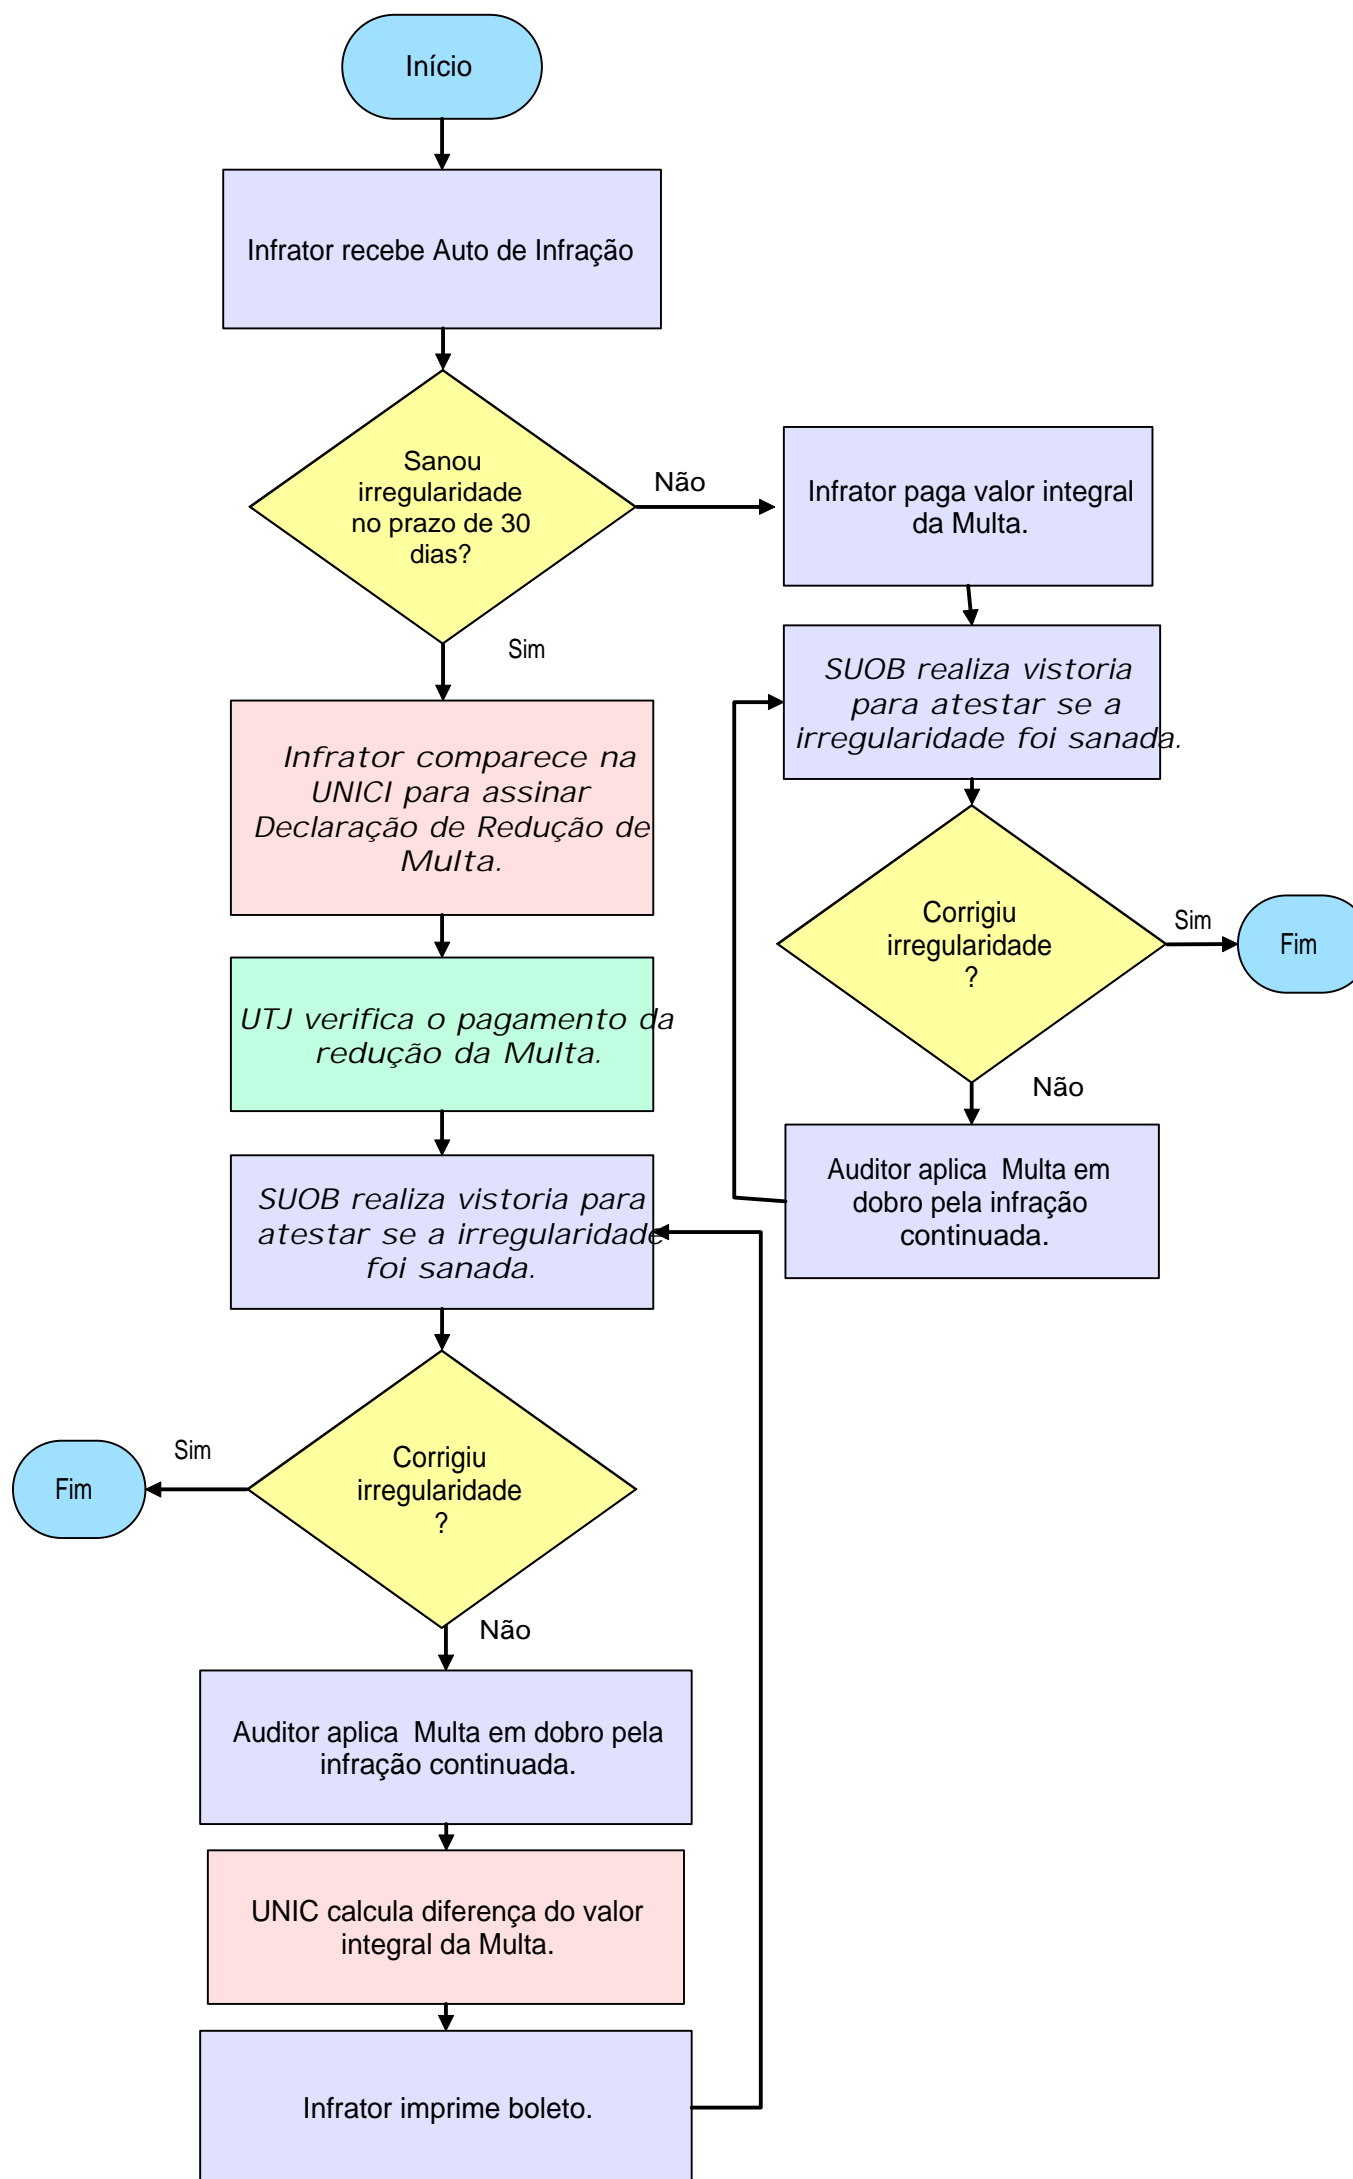 Início
Infrator recebe Auto de Infração
Sanou
irregularidade
no prazo de 30
dias?
Não
Infrator paga valor integral
da Multa.
Sim
SUOB realiza vistoria
para atestar se a
irregularidade foi sanada.
Infrator comparece na
UNICI para assinar
Declaração de Redução de
Multa.
Corrigiu
irregularidade
?
Sim
Fim
UTJ verifica o pagamento da
redução da Multa.
Não
Auditor aplica  Multa em
dobro pela infração
continuada.
SUOB realiza vistoria para
atestar se a irregularidade
foi sanada.
Corrigiu
irregularidade
?
Sim
Fim
Não
Auditor aplica  Multa em dobro pela
infração continuada.
UNIC calcula diferença do valor
integral da Multa.
Infrator imprime boleto.